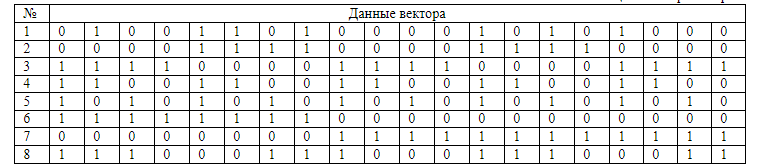 № Данные вектора
1 0 1 0 0 1 1 0 1 0 0 0 0 1 0 1 0 1 0 0 0
2 0 0 0 0 1 1 1 1 0 0 0 0 1 1 1 1 0 0 0 0
3 1 1 1 1 0 0 0 0 1 1 1 1 0 0 0 0 1 1 1 1
4 1 1 0 0 1 1 0 0 1 1 0 0 1 1 0 0 1 1 0 0
5 1 0 1 0 1 0 1 0 1 0 1 0 1 0 1 0 1 0 1 0
6 1 1 1 1 1 1 1 1 0 0 0 0 0 0 0 0 0 0 0 0
7 0 0 0 0 0 0 0 0 1 1 1 1 1 1 1 1 1 1 1 1
8 1 1 1 0 0 0 1 1 1 0 0 0 1 1 1 0 0 0 1 1